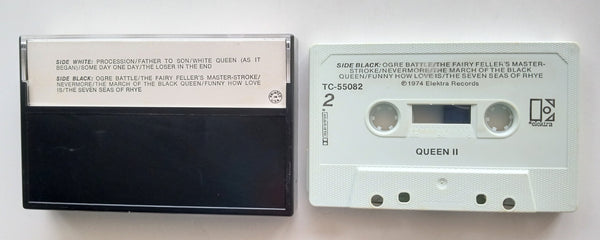 SIDE WHITE: PROCESSION/FATHER TO SON/WHITE QUEEN (AS IT
BEGAN)/SOME DAY ONE DAY/THE LOSER IN THE END
SIDE BLACK: OGRE BATTLE/THE FAIRY FELLER'S MASTER-STROKE/
NEVERMORE/THE MARCH OF THE BLACK QUEEN/FUNNY HOW LOVE
IS/THE SEVEN SEAS OF RHYE
SIDE BLACK: OGRE BATTLE/THE FAIRY FELLER'S MASTER-
STROKE/NEVERMORE/THE MARCH OF THE BLACK
QUEEN/FUNNY HOW LOVE IS/THE SEVEN SEAS OF RHYE
TC-55082
℗1974 Elektra Records
2
elektra
QUEEN II